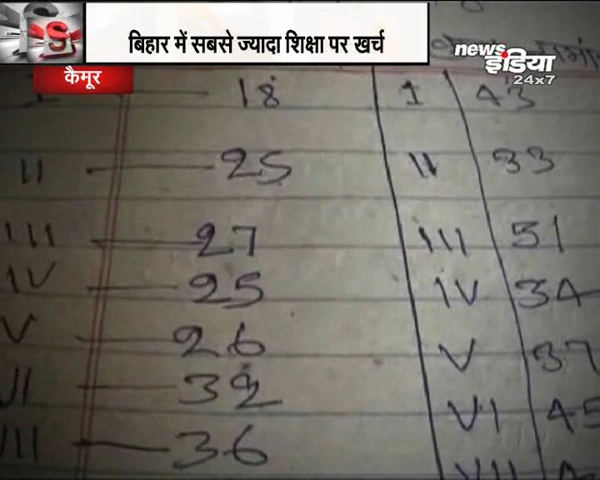 बिहार में सबसे ज्यादा शिक्षा पर खर्च
news
इंडिया
24x7
कैमूर
I — 18 I 43
II — 25 II 33
III — 27 III 51
IV — 25 IV 34
V — 26 V 37
VI — 32 VI 45
VII — 36 VII